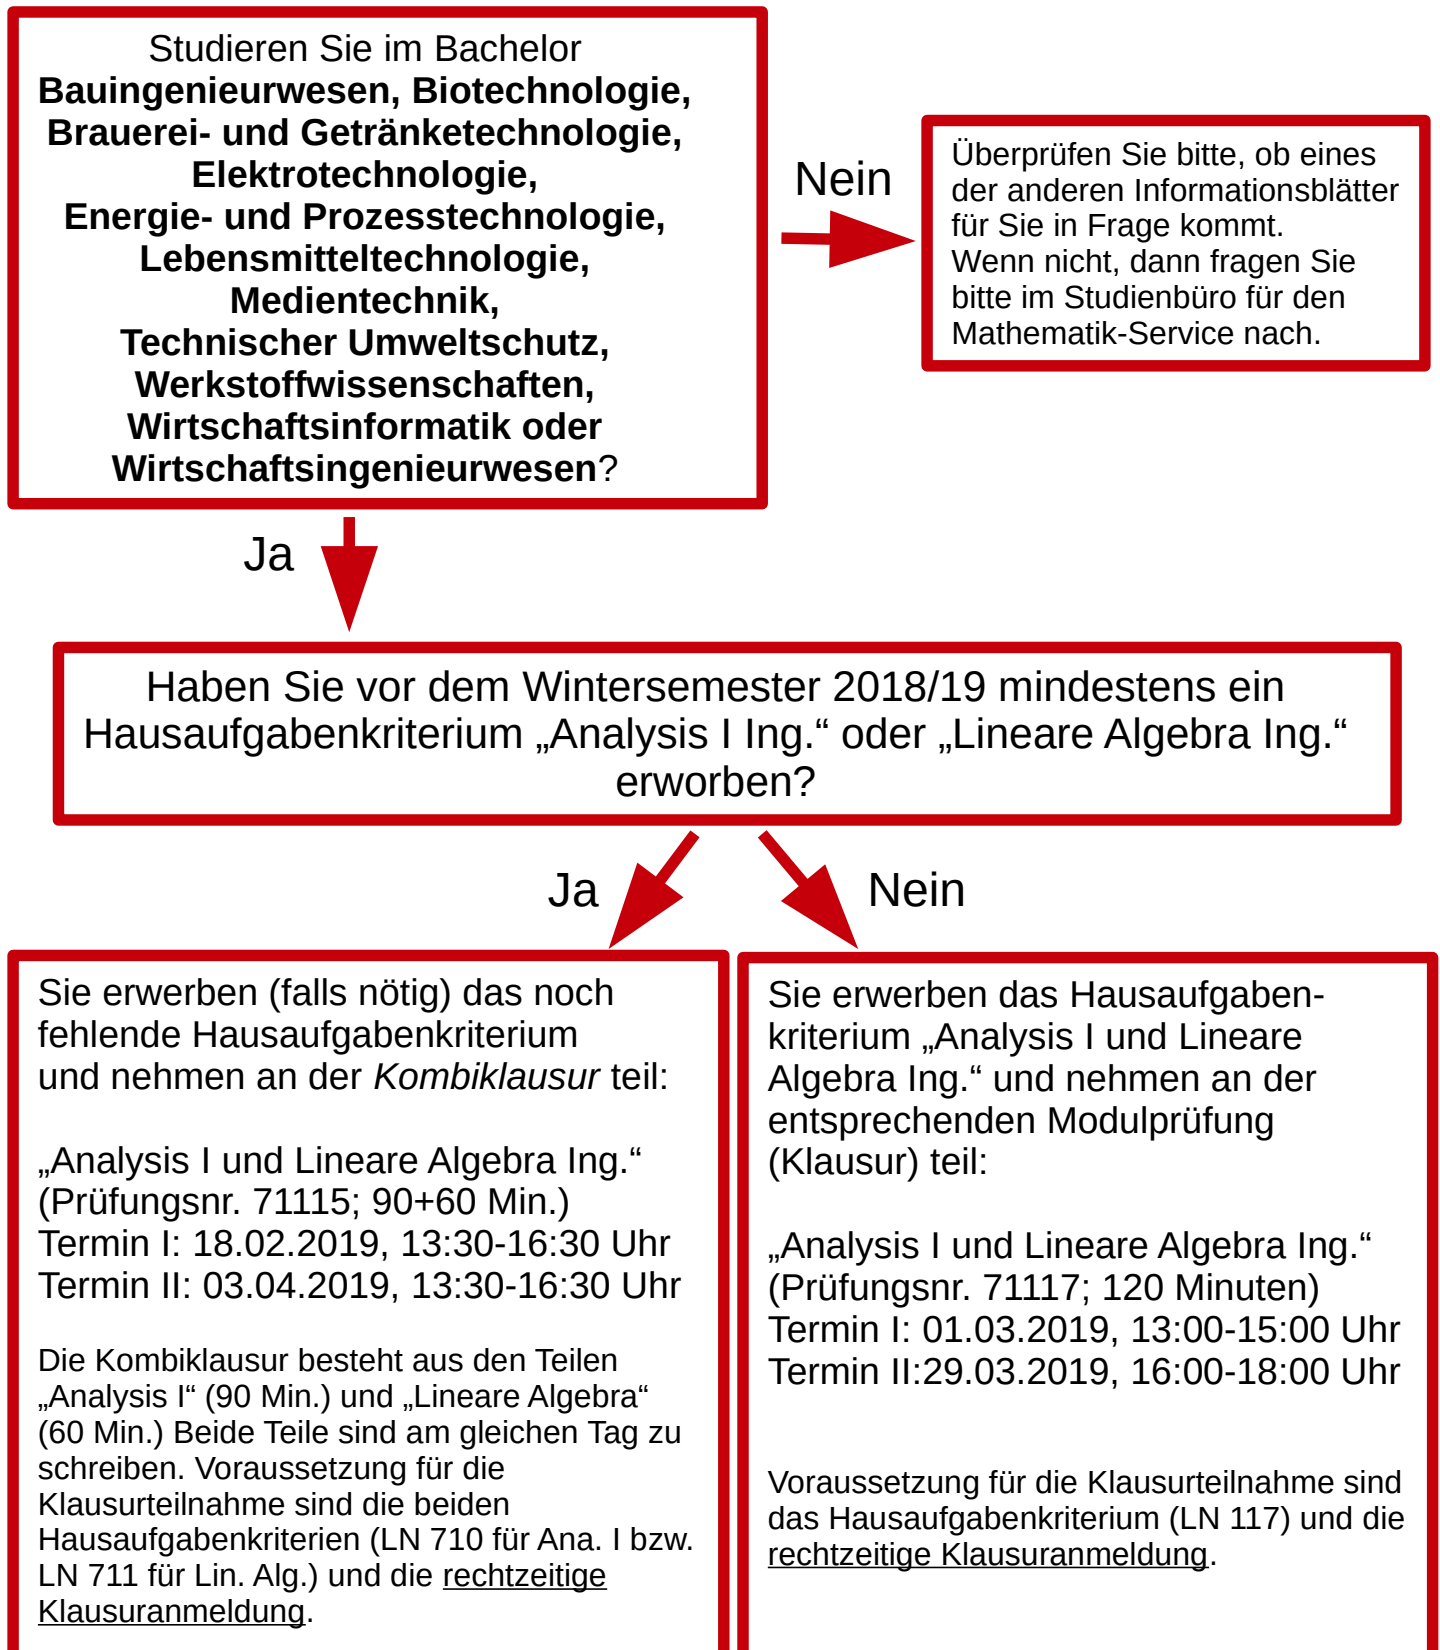 Studieren Sie im Bachelor
Bauingenieurwesen, Biotechnologie,
Brauerei- und Getränketechnologie,
Elektrotechnologie,
Energie- und Prozesstechnologie,
Lebensmitteltechnologie,
Medientechnik,
Technischer Umweltschutz,
Werkstoffwissenschaften,
Wirtschaftsinformatik oder
Wirtschaftsingenieurwesen?
Nein
Überprüfen Sie bitte, ob eines
der anderen Informationsblätter
für Sie in Frage kommt.
Wenn nicht, dann fragen Sie
bitte im Studienbüro für den
Mathematik-Service nach.
Ja
Haben Sie vor dem Wintersemester 2018/19 mindestens ein
Hausaufgabenkriterium „Analysis I Ing.“ oder „Lineare Algebra Ing.“
erworben?
Ja
Nein
Sie erwerben (falls nötig) das noch
fehlende Hausaufgabenkriterium
und nehmen an der Kombiklausur teil:
„Analysis I und Lineare Algebra Ing.“
(Prüfungsnr. 71115; 90+60 Min.)
Termin I: 18.02.2019, 13:30-16:30 Uhr
Termin II: 03.04.2019, 13:30-16:30 Uhr
Die Kombiklausur besteht aus den Teilen
„Analysis I“ (90 Min.) und „Lineare Algebra“
(60 Min.) Beide Teile sind am gleichen Tag zu
schreiben. Voraussetzung für die
Klausurteilnahme sind die beiden
Hausaufgabenkriterien (LN 710 für Ana. I bzw.
LN 711 für Lin. Alg.) und die rechtzeitige
Klausuranmeldung.
Sie erwerben das Hausaufgaben-
kriterium „Analysis I und Lineare
Algebra Ing.“ und nehmen an der
entsprechenden Modulprüfung
(Klausur) teil:
„Analysis I und Lineare Algebra Ing.“
(Prüfungsnr. 71117; 120 Minuten)
Termin I: 01.03.2019, 13:00-15:00 Uhr
Termin II:29.03.2019, 16:00-18:00 Uhr
Voraussetzung für die Klausurteilnahme sind
das Hausaufgabenkriterium (LN 117) und die
rechtzeitige Klausuranmeldung.